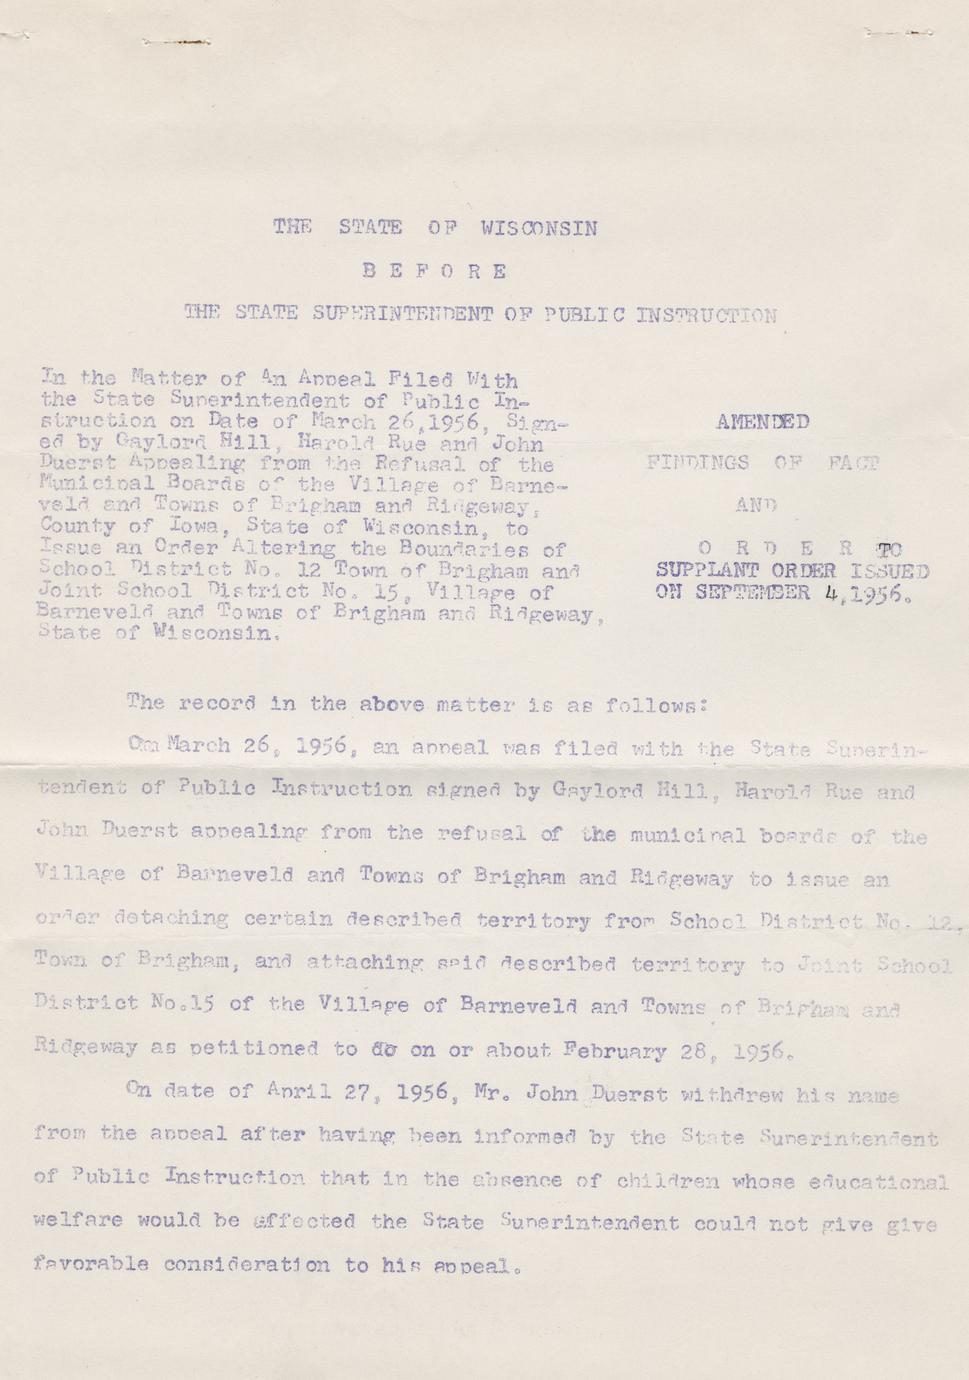 THE STATE OF WISCONSIN
B E F O R E
THE STATE SUPERINTENDENT OF PUBLIC INSTRUCTION
In the Matter of An Appeal Filed With
the State Superintendent of Public In-
struction on Date of March 26,1956, Sign-
ed by Gaylord Hill, Harold Rue and John
Duerst Appealing from the Refusal of the
Municipal Boards of the Village of Barne-
veld and Towns of Brigham and Ridgeway,
County of Iowa, State of Wisconsin, to
Issue an Order Altering the Boundaries of
School District No. 12 Town of Brigham and
Joint School District No. 15, Village of
Barneveld and Towns of Brigham and Ridgeway,
State of Wisconsin.
AMENDED
FINDINGS OF FACT
AND
O R D E R TO
SUPPLANT ORDER ISSUED
ON SEPTEMBER 4,1956.
The record in the above matter is as follows:
On March 26, 1956, an appeal was filed with the State Superin-
tendent of Public Instruction signed by Gaylord Hill, Harold Rue and
John Duerst appealing from the refusal of the municipal boards of the
Village of Barneveld and Towns of Brigham and Ridgeway to issue an
order detaching certain described territory from School District No. 12,
Town of Brigham, and attaching said described territory to Joint School
District No.15 of the Village of Barneveld and Towns of Brigham and
Ridgeway as petitioned to do on or about February 28, 1956.
On date of April 27, 1956, Mr. John Duerst withdrew his name
from the appeal after having been informed by the State Superintendent
of Public Instruction that in the absence of children whose educational
welfare would be affected the State Superintendent could not give give
favorable consideration to his appeal.